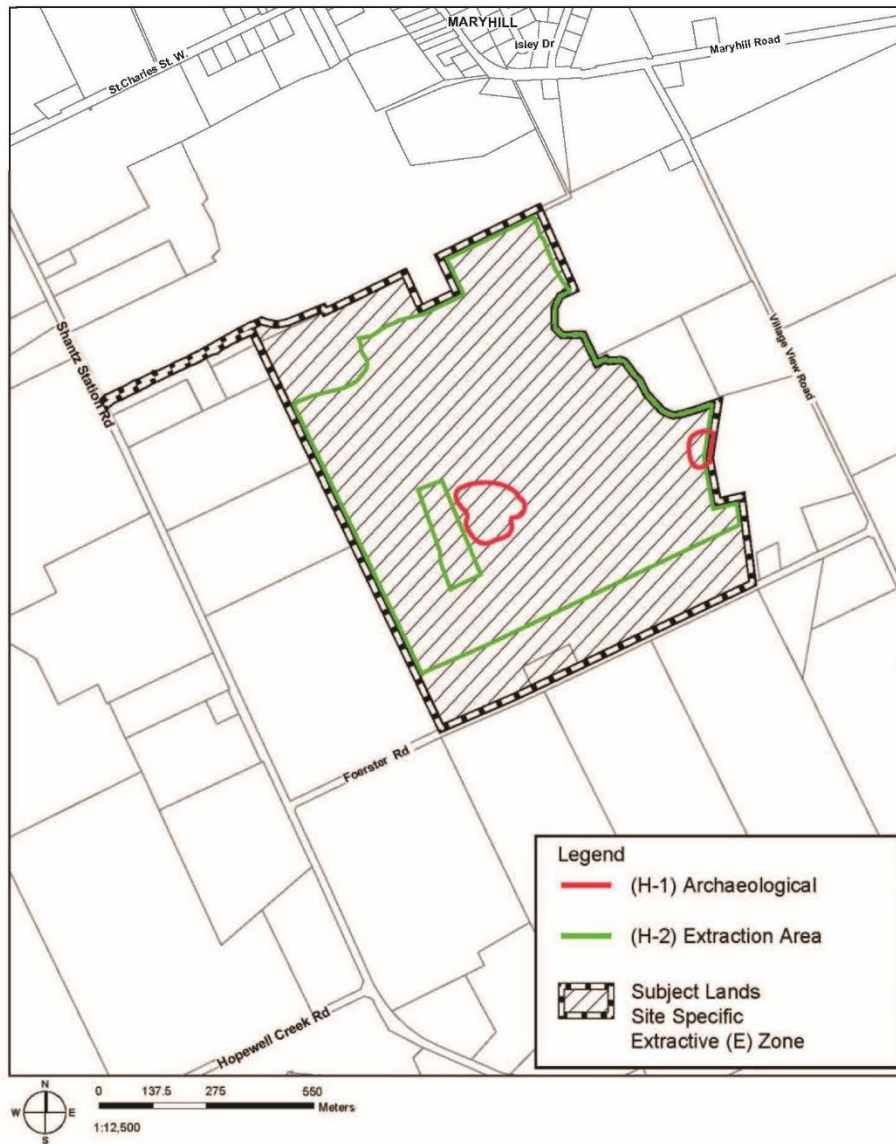 MARYHILL
Isley Dr
Maryhill Road
St.Charles St. W.
Shantz Station Rd
Village View Road
Foerster Rd
Hopewell Creek Rd
Legend
(H-1) Archaeological
(H-2) Extraction Area
Subject Lands
Site Specific
Extractive (E) Zone
N
W E
S
0 137.5 275 550
Meters
1:12,500